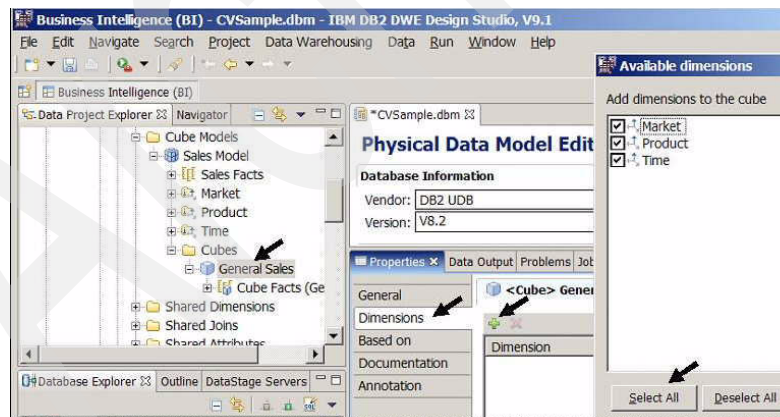 Business Intelligence (BI) - CVSample.dbm - IBM DB2 DWE Design Studio, V9.1
File Edit Navigate Search Project Data Warehousing Data Run Window Help
Business Intelligence (BI)
Data Project Explorer Navigator
Cube Models
Sales Model
Sales Facts
Market
Product
Time
Cubes
General Sales
Cube Facts (Ge
Shared Dimensions
Shared Joins
Shared Attributes
Database Explorer Outline DataStage Servers
*CVSample.dbm
Physical Data Model Edit
Database Information
Vendor: DB2 UDB
Version: V8.2
Properties Data Output Problems Job
General
Dimensions
Based on
Documentation
Annotation
<Cube> Gener
Dimension
Available dimensions
Add dimensions to the cube
Market
Product
Time
Select All Deselect All